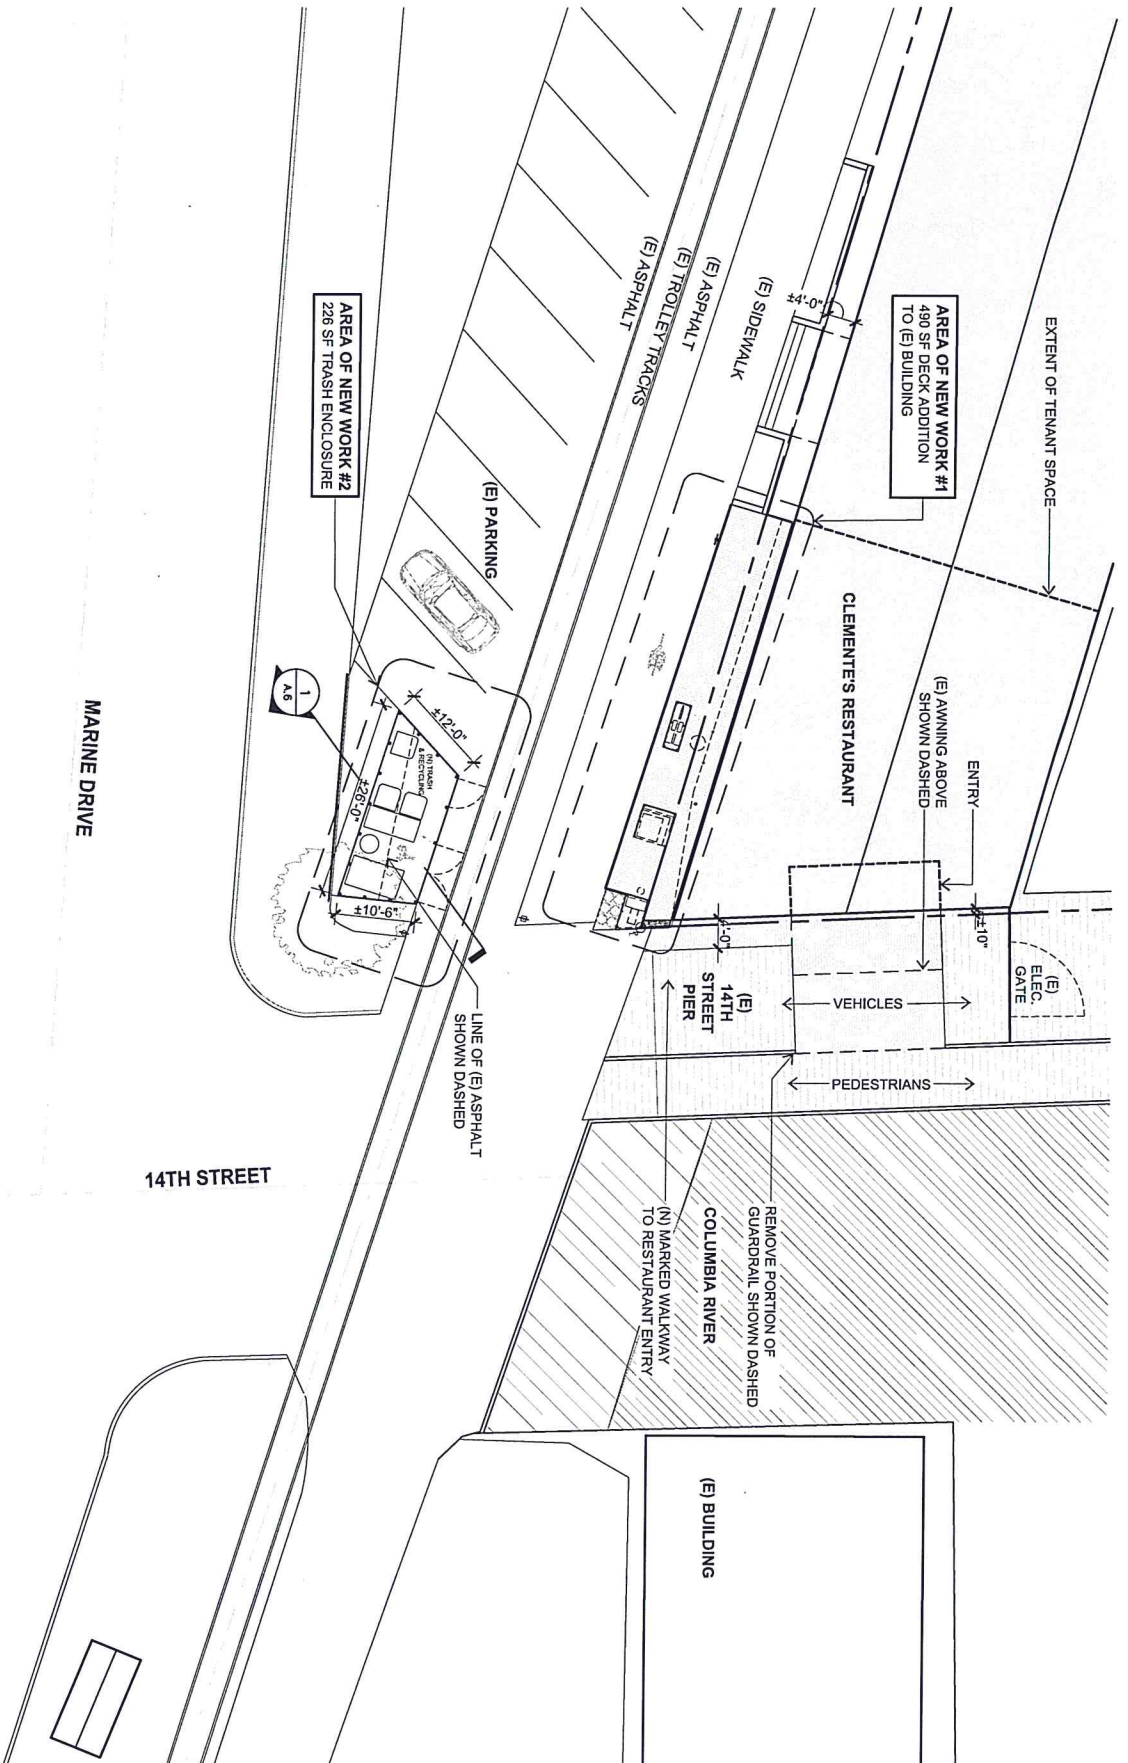 EXTENT OF TENANT SPACE
AREA OF NEW WORK #1
490 SF DECK ADDITION
TO (E) BUILDING
±4'-0"
(E) SIDEWALK
(E) ASPHALT
(E) TROLLEY TRACKS
(E) ASPHALT
AREA OF NEW WORK #2
226 SF TRASH ENCLOSURE
(E) PARKING
CLEMENTE'S RESTAURANT
ENTRY
(E) AWNING ABOVE
SHOWN DASHED
±10"
(E)
ELEC.
GATE
VEHICLES
PEDESTRIANS
(E)
14TH
STREET
PIER
±12'-0"
(N) TRASH
& RECYCLING
±26'-0"
±10'-6"
1
A.6
MARINE DRIVE
LINE OF (E) ASPHALT
SHOWN DASHED
14TH STREET
REMOVE PORTION OF
GUARDRAIL SHOWN DASHED
COLUMBIA RIVER
(N) MARKED WALKWAY
TO RESTAURANT ENTRY
(E) BUILDING